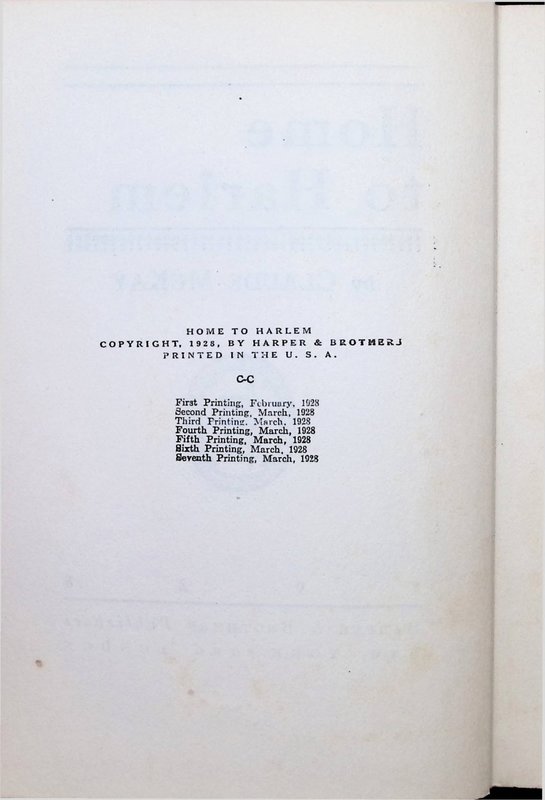 HOME TO HARLEM
COPYRIGHT, 1928, BY HARPER & BROTHERS
PRINTED IN THE U. S. A.
C-C
First Printing, February, 1928
Second Printing, March, 1928
Third Printing, March, 1928
Fourth Printing, March, 1928
Fifth Printing, March, 1928
Sixth Printing, March, 1928
Seventh Printing, March, 1928